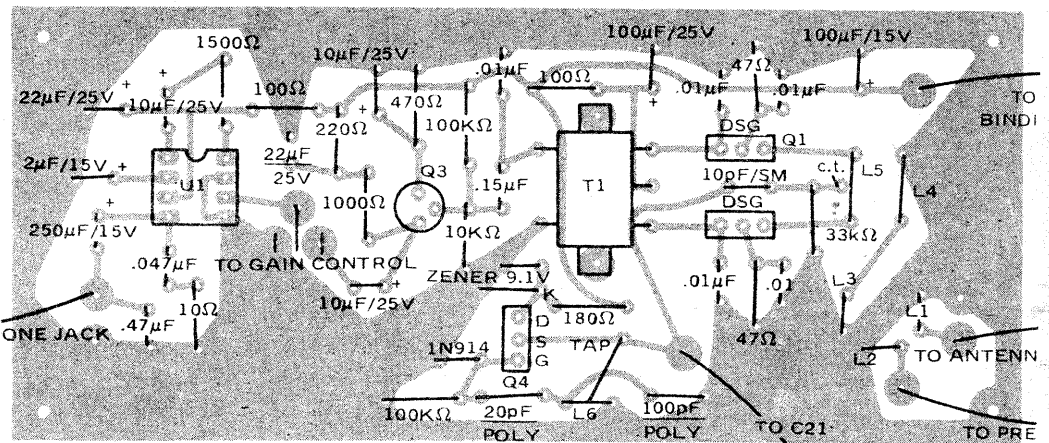 1500Ω
10µF/25V
100µF/25V
100µF/15V
.01µF
100Ω
47Ω
.01µF
.01µF
22µF/25V
10µF/25V
100Ω
470Ω
TO
BINDI
220Ω
100KΩ
DSG
Q1
22µF
25V
2µF/15V
U1
Q3
c.t.
L5
10pF/SM
T1
L4
.15µF
1000Ω
DSG
250µF/15V
10KΩ
33kΩ
.047µF
TO GAIN CONTROL
ZENER 9.1V
.01µF
.01
L3
10µF/25V
K
10Ω
D
180Ω
L1
.47µF
ONE JACK
S
TAP
47Ω
1N914
G
L2
TO ANTENN
Q4
100KΩ
20pF
POLY
L6
100pF
POLY
TO C21
TO PRE